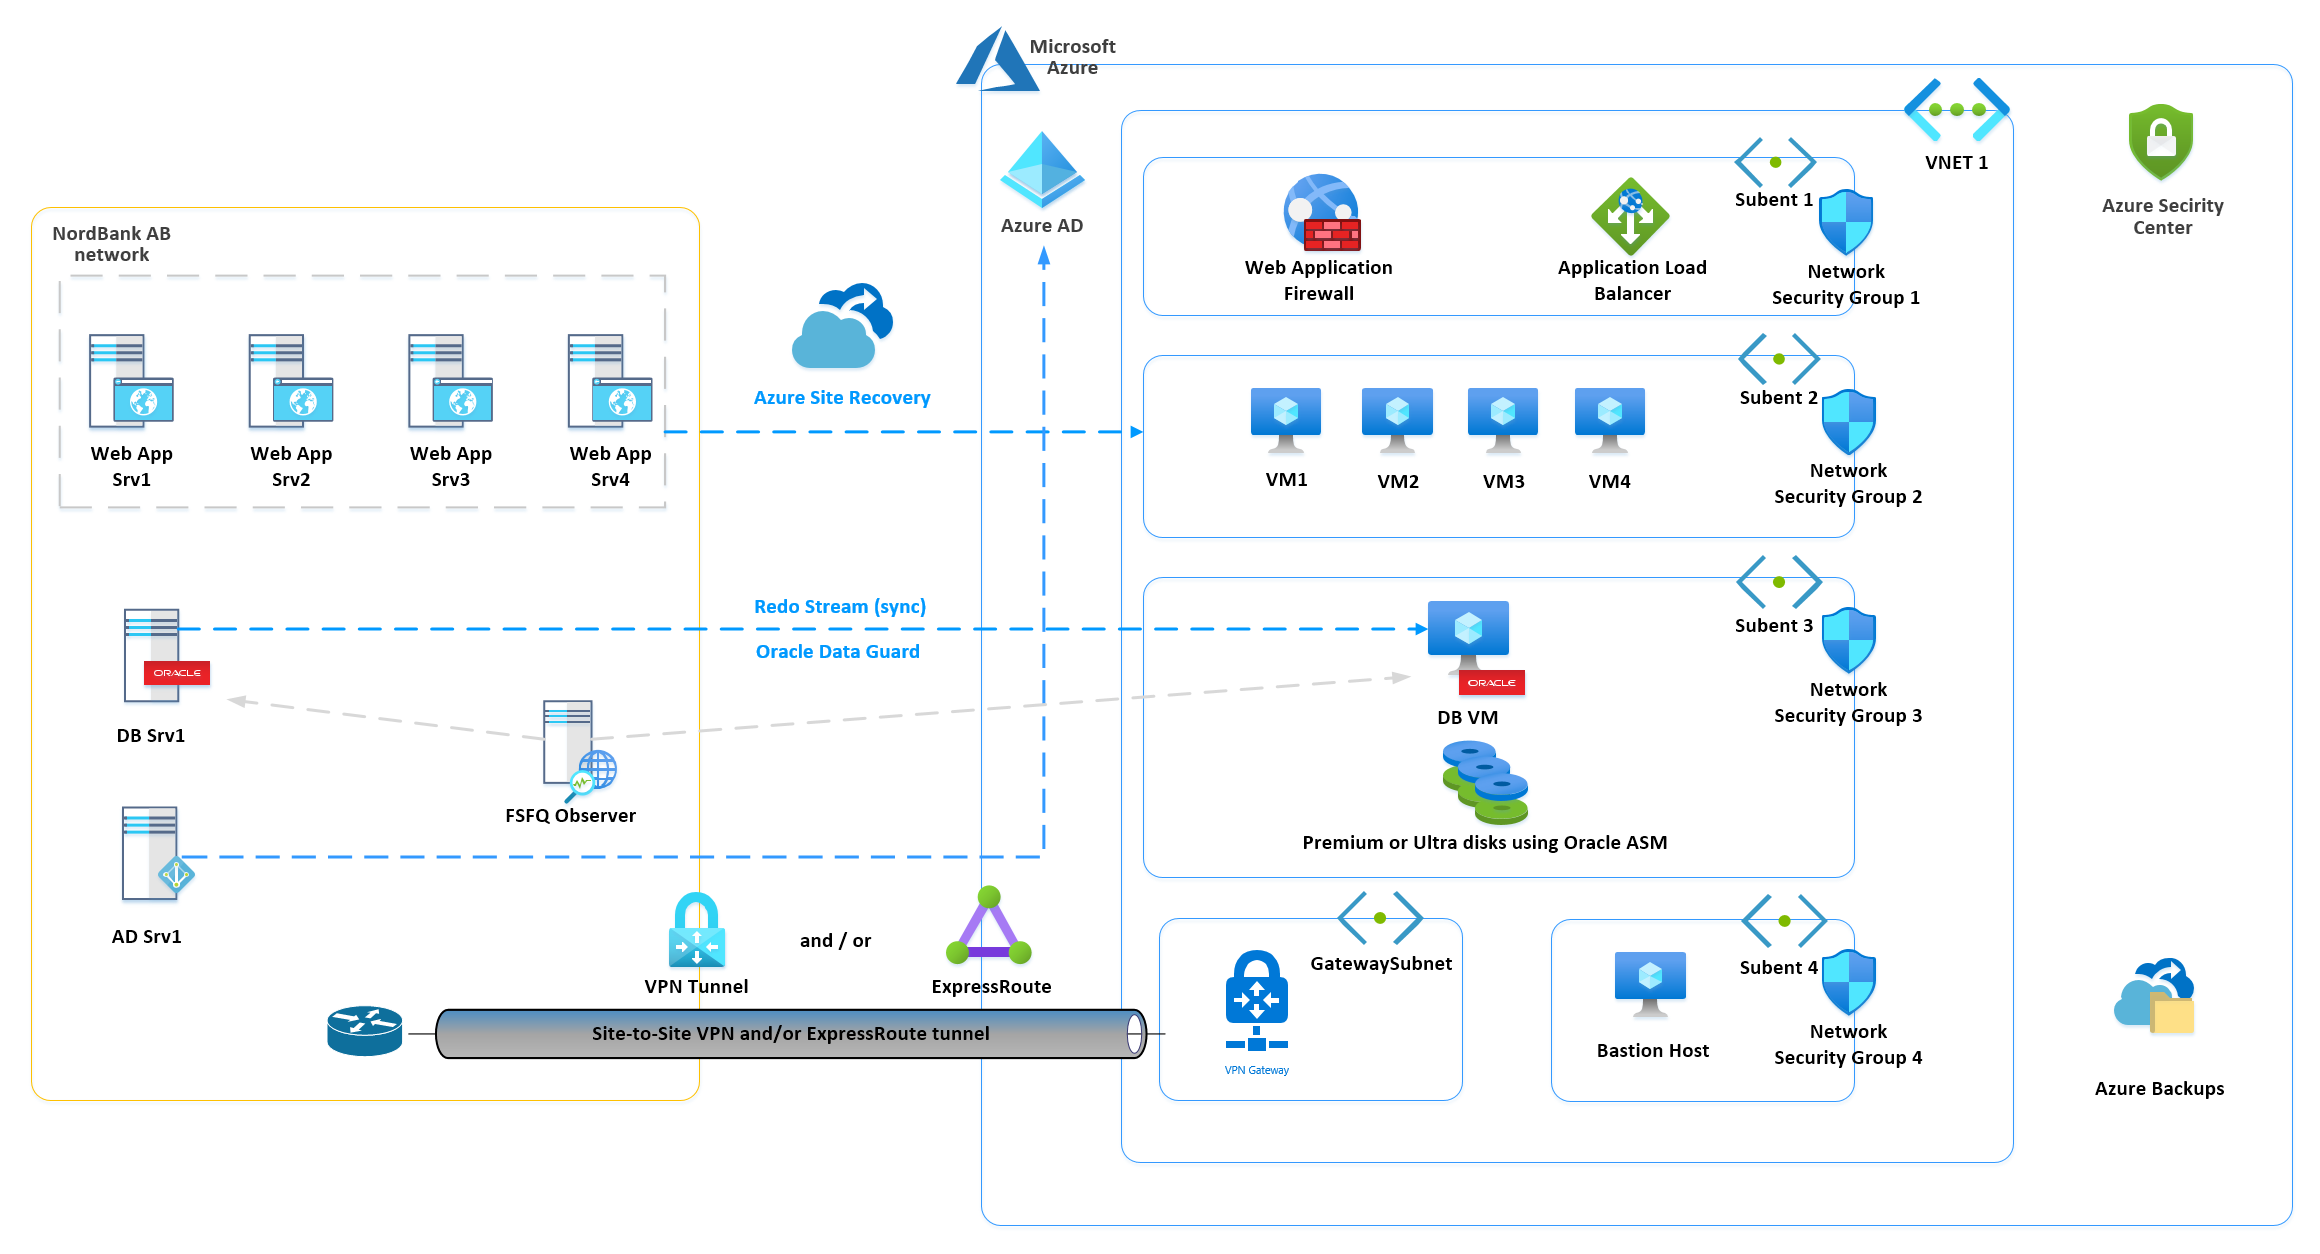 Microsoft
Azure
VNET 1
Azure Secirity
Center
Azure AD
NordBank AB
network
Web App
Srv1
Web App
Srv2
Web App
Srv3
Web App
Srv4
Azure Site Recovery
Web Application
Firewall
Application Load
Balancer
Subent 1
Network
Security Group 1
VM1
VM2
VM3
VM4
Subent 2
Network
Security Group 2
ORACLE
DB Srv1
Redo Stream (sync)
Oracle Data Guard
FSFQ Observer
ORACLE
DB VM
Premium or Ultra disks using Oracle ASM
Subent 3
Network
Security Group 3
AD Srv1
VPN Tunnel
and / or
ExpressRoute
Site-to-Site VPN and/or ExpressRoute tunnel
GatewaySubnet
VPN Gateway
Bastion Host
Subent 4
Network
Security Group 4
Azure Backups